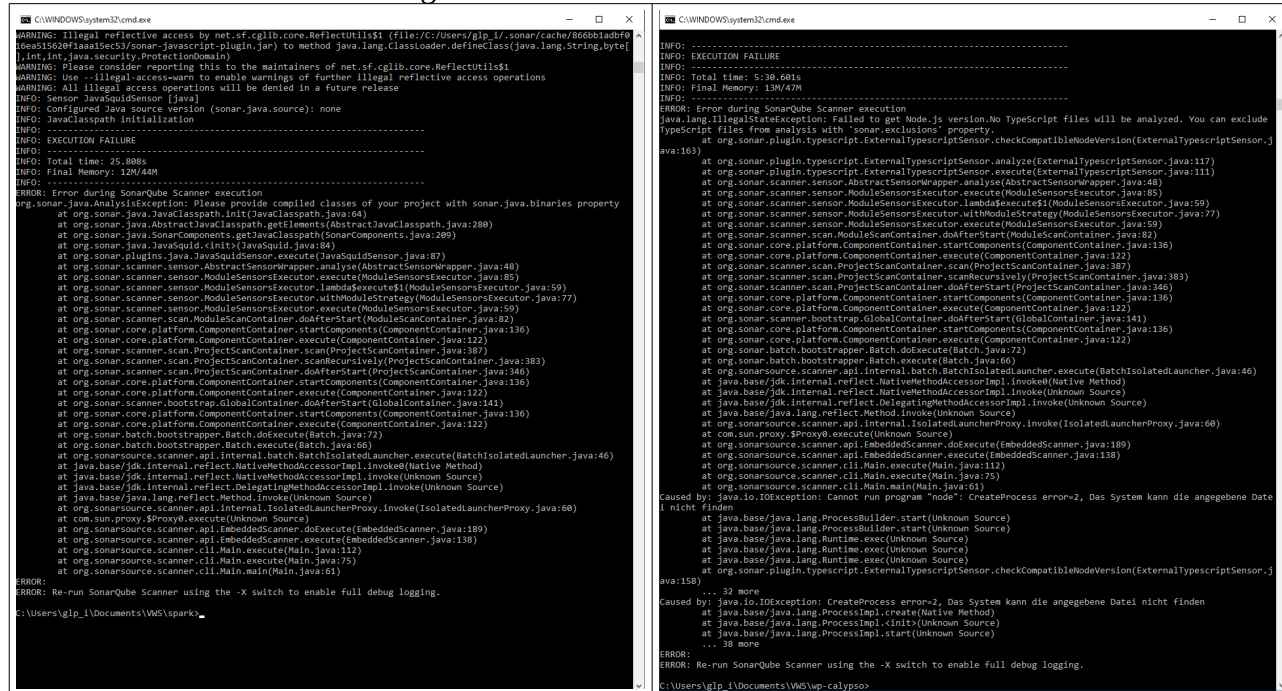 C:\WINDOWS\system32\cmd.exe
WARNING: Illegal reflective access by net.sf.cglib.core.ReflectUtils$1 (file:/C:/Users/glp_i/.sonar/cache/866bb1adbf0
16ea515620f1aaa15ec53/sonar-javascript-plugin.jar) to method java.lang.ClassLoader.defineClass(java.lang.String,byte[
],int,int,java.security.ProtectionDomain)
WARNING: Please consider reporting this to the maintainers of net.sf.cglib.core.ReflectUtils$1
WARNING: Use --illegal-access=warn to enable warnings of further illegal reflective access operations
WARNING: All illegal access operations will be denied in a future release
INFO: Sensor JavaSquidSensor [java]
INFO: Configured Java source version (sonar.java.source): none
INFO: JavaClasspath initialization
INFO: ------------------------------------------------------------------------
INFO: EXECUTION FAILURE
INFO: ------------------------------------------------------------------------
INFO: Total time: 25.808s
INFO: Final Memory: 12M/44M
INFO: ------------------------------------------------------------------------
ERROR: Error during SonarQube Scanner execution
org.sonar.java.AnalysisException: Please provide compiled classes of your project with sonar.java.binaries property
at org.sonar.java.JavaClasspath.init(JavaClasspath.java:64)
at org.sonar.java.AbstractJavaClasspath.getElements(AbstractJavaClasspath.java:280)
at org.sonar.java.SonarComponents.getJavaClasspath(SonarComponents.java:209)
at org.sonar.java.JavaSquid.<init>(JavaSquid.java:84)
at org.sonar.plugins.java.JavaSquidSensor.execute(JavaSquidSensor.java:87)
at org.sonar.scanner.sensor.AbstractSensorWrapper.analyse(AbstractSensorWrapper.java:48)
at org.sonar.scanner.sensor.ModuleSensorsExecutor.execute(ModuleSensorsExecutor.java:85)
at org.sonar.scanner.sensor.ModuleSensorsExecutor.lambda$execute$1(ModuleSensorsExecutor.java:59)
at org.sonar.scanner.sensor.ModuleSensorsExecutor.withModuleStrategy(ModuleSensorsExecutor.java:77)
at org.sonar.scanner.sensor.ModuleSensorsExecutor.execute(ModuleSensorsExecutor.java:59)
at org.sonar.scanner.scan.ModuleScanContainer.doAfterStart(ModuleScanContainer.java:82)
at org.sonar.core.platform.ComponentContainer.startComponents(ComponentContainer.java:136)
at org.sonar.core.platform.ComponentContainer.execute(ComponentContainer.java:122)
at org.sonar.scanner.scan.ProjectScanContainer.scan(ProjectScanContainer.java:387)
at org.sonar.scanner.scan.ProjectScanContainer.scanRecursively(ProjectScanContainer.java:383)
at org.sonar.scanner.scan.ProjectScanContainer.doAfterStart(ProjectScanContainer.java:346)
at org.sonar.core.platform.ComponentContainer.startComponents(ComponentContainer.java:136)
at org.sonar.core.platform.ComponentContainer.execute(ComponentContainer.java:122)
at org.sonar.scanner.bootstrap.GlobalContainer.doAfterStart(GlobalContainer.java:141)
at org.sonar.core.platform.ComponentContainer.startComponents(ComponentContainer.java:136)
at org.sonar.core.platform.ComponentContainer.execute(ComponentContainer.java:122)
at org.sonar.batch.bootstrapper.Batch.doExecute(Batch.java:72)
at org.sonar.batch.bootstrapper.Batch.execute(Batch.java:66)
at org.sonarsource.scanner.api.internal.batch.BatchIsolatedLauncher.execute(BatchIsolatedLauncher.java:46)
at java.base/jdk.internal.reflect.NativeMethodAccessorImpl.invoke0(Native Method)
at java.base/jdk.internal.reflect.NativeMethodAccessorImpl.invoke(Unknown Source)
at java.base/jdk.internal.reflect.DelegatingMethodAccessorImpl.invoke(Unknown Source)
at java.base/java.lang.reflect.Method.invoke(Unknown Source)
at org.sonarsource.scanner.api.internal.IsolatedLauncherProxy.invoke(IsolatedLauncherProxy.java:60)
at com.sun.proxy.$Proxy0.execute(Unknown Source)
at org.sonarsource.scanner.api.EmbeddedScanner.doExecute(EmbeddedScanner.java:189)
at org.sonarsource.scanner.api.EmbeddedScanner.execute(EmbeddedScanner.java:138)
at org.sonarsource.scanner.cli.Main.execute(Main.java:112)
at org.sonarsource.scanner.cli.Main.execute(Main.java:75)
at org.sonarsource.scanner.cli.Main.main(Main.java:61)
ERROR:
ERROR: Re-run SonarQube Scanner using the -X switch to enable full debug logging.
C:\Users\glp_i\Documents\VWS\spark>_
C:\WINDOWS\system32\cmd.exe
INFO: ------------------------------------------------------------------------
INFO: EXECUTION FAILURE
INFO: ------------------------------------------------------------------------
INFO: Total time: 5:30.601s
INFO: Final Memory: 13M/47M
INFO: ------------------------------------------------------------------------
ERROR: Error during SonarQube Scanner execution
java.lang.IllegalStateException: Failed to get Node.js version.No TypeScript files will be analyzed. You can exclude
TypeScript files from analysis with 'sonar.exclusions' property.
at org.sonar.plugin.typescript.ExternalTypescriptSensor.checkCompatibleNodeVersion(ExternalTypescriptSensor.j
ava:163)
at org.sonar.plugin.typescript.ExternalTypescriptSensor.analyze(ExternalTypescriptSensor.java:117)
at org.sonar.plugin.typescript.ExternalTypescriptSensor.execute(ExternalTypescriptSensor.java:111)
at org.sonar.scanner.sensor.AbstractSensorWrapper.analyse(AbstractSensorWrapper.java:48)
at org.sonar.scanner.sensor.ModuleSensorsExecutor.execute(ModuleSensorsExecutor.java:85)
at org.sonar.scanner.sensor.ModuleSensorsExecutor.lambda$execute$1(ModuleSensorsExecutor.java:59)
at org.sonar.scanner.sensor.ModuleSensorsExecutor.withModuleStrategy(ModuleSensorsExecutor.java:77)
at org.sonar.scanner.sensor.ModuleSensorsExecutor.execute(ModuleSensorsExecutor.java:59)
at org.sonar.scanner.scan.ModuleScanContainer.doAfterStart(ModuleScanContainer.java:82)
at org.sonar.core.platform.ComponentContainer.startComponents(ComponentContainer.java:136)
at org.sonar.core.platform.ComponentContainer.execute(ComponentContainer.java:122)
at org.sonar.scanner.scan.ProjectScanContainer.scan(ProjectScanContainer.java:387)
at org.sonar.scanner.scan.ProjectScanContainer.scanRecursively(ProjectScanContainer.java:383)
at org.sonar.scanner.scan.ProjectScanContainer.doAfterStart(ProjectScanContainer.java:346)
at org.sonar.core.platform.ComponentContainer.startComponents(ComponentContainer.java:136)
at org.sonar.core.platform.ComponentContainer.execute(ComponentContainer.java:122)
at org.sonar.scanner.bootstrap.GlobalContainer.doAfterStart(GlobalContainer.java:141)
at org.sonar.core.platform.ComponentContainer.startComponents(ComponentContainer.java:136)
at org.sonar.core.platform.ComponentContainer.execute(ComponentContainer.java:122)
at org.sonar.batch.bootstrapper.Batch.doExecute(Batch.java:72)
at org.sonar.batch.bootstrapper.Batch.execute(Batch.java:66)
at org.sonarsource.scanner.api.internal.batch.BatchIsolatedLauncher.execute(BatchIsolatedLauncher.java:46)
at java.base/jdk.internal.reflect.NativeMethodAccessorImpl.invoke0(Native Method)
at java.base/jdk.internal.reflect.NativeMethodAccessorImpl.invoke(Unknown Source)
at java.base/jdk.internal.reflect.DelegatingMethodAccessorImpl.invoke(Unknown Source)
at java.base/java.lang.reflect.Method.invoke(Unknown Source)
at org.sonarsource.scanner.api.internal.IsolatedLauncherProxy.invoke(IsolatedLauncherProxy.java:60)
at com.sun.proxy.$Proxy0.execute(Unknown Source)
at org.sonarsource.scanner.api.EmbeddedScanner.doExecute(EmbeddedScanner.java:189)
at org.sonarsource.scanner.api.EmbeddedScanner.execute(EmbeddedScanner.java:138)
at org.sonarsource.scanner.cli.Main.execute(Main.java:112)
at org.sonarsource.scanner.cli.Main.execute(Main.java:75)
at org.sonarsource.scanner.cli.Main.main(Main.java:61)
Caused by: java.io.IOException: Cannot run program "node": CreateProcess error=2, Das System kann die angegebene Date
i nicht finden
at java.base/java.lang.ProcessBuilder.start(Unknown Source)
at java.base/java.lang.ProcessBuilder.start(Unknown Source)
at java.base/java.lang.Runtime.exec(Unknown Source)
at java.base/java.lang.Runtime.exec(Unknown Source)
at java.base/java.lang.Runtime.exec(Unknown Source)
at org.sonar.plugin.typescript.ExternalTypescriptSensor.checkCompatibleNodeVersion(ExternalTypescriptSensor.j
ava:158)
... 32 more
Caused by: java.io.IOException: CreateProcess error=2, Das System kann die angegebene Datei nicht finden
at java.base/java.lang.ProcessImpl.create(Native Method)
at java.base/java.lang.ProcessImpl.<init>(Unknown Source)
at java.base/java.lang.ProcessImpl.start(Unknown Source)
... 38 more
ERROR:
ERROR: Re-run SonarQube Scanner using the -X switch to enable full debug logging.
C:\Users\glp_i\Documents\VWS\wp-calypso>